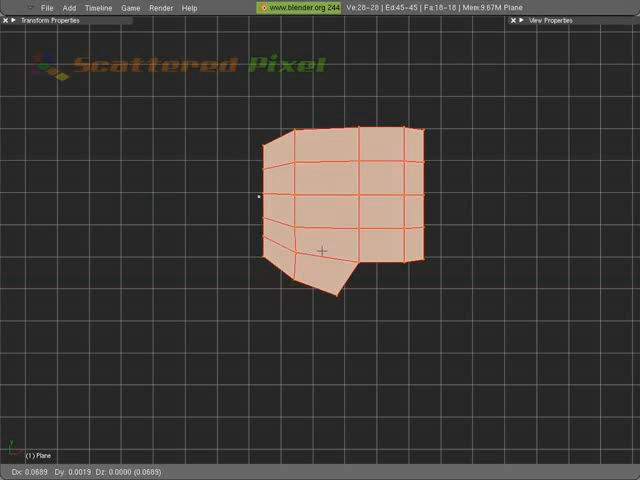 File Add Timeline Game Render Help www.blender.org 244 Ve:28-28 | Ed:45-45 | Fa:18-18 | Mem:9.67M Plane
Transform Properties View Properties
Scattered Pixel
(1) Plane
Dx: 0.0689 Dy: 0.0019 Dz: 0.0000 (0.0689)